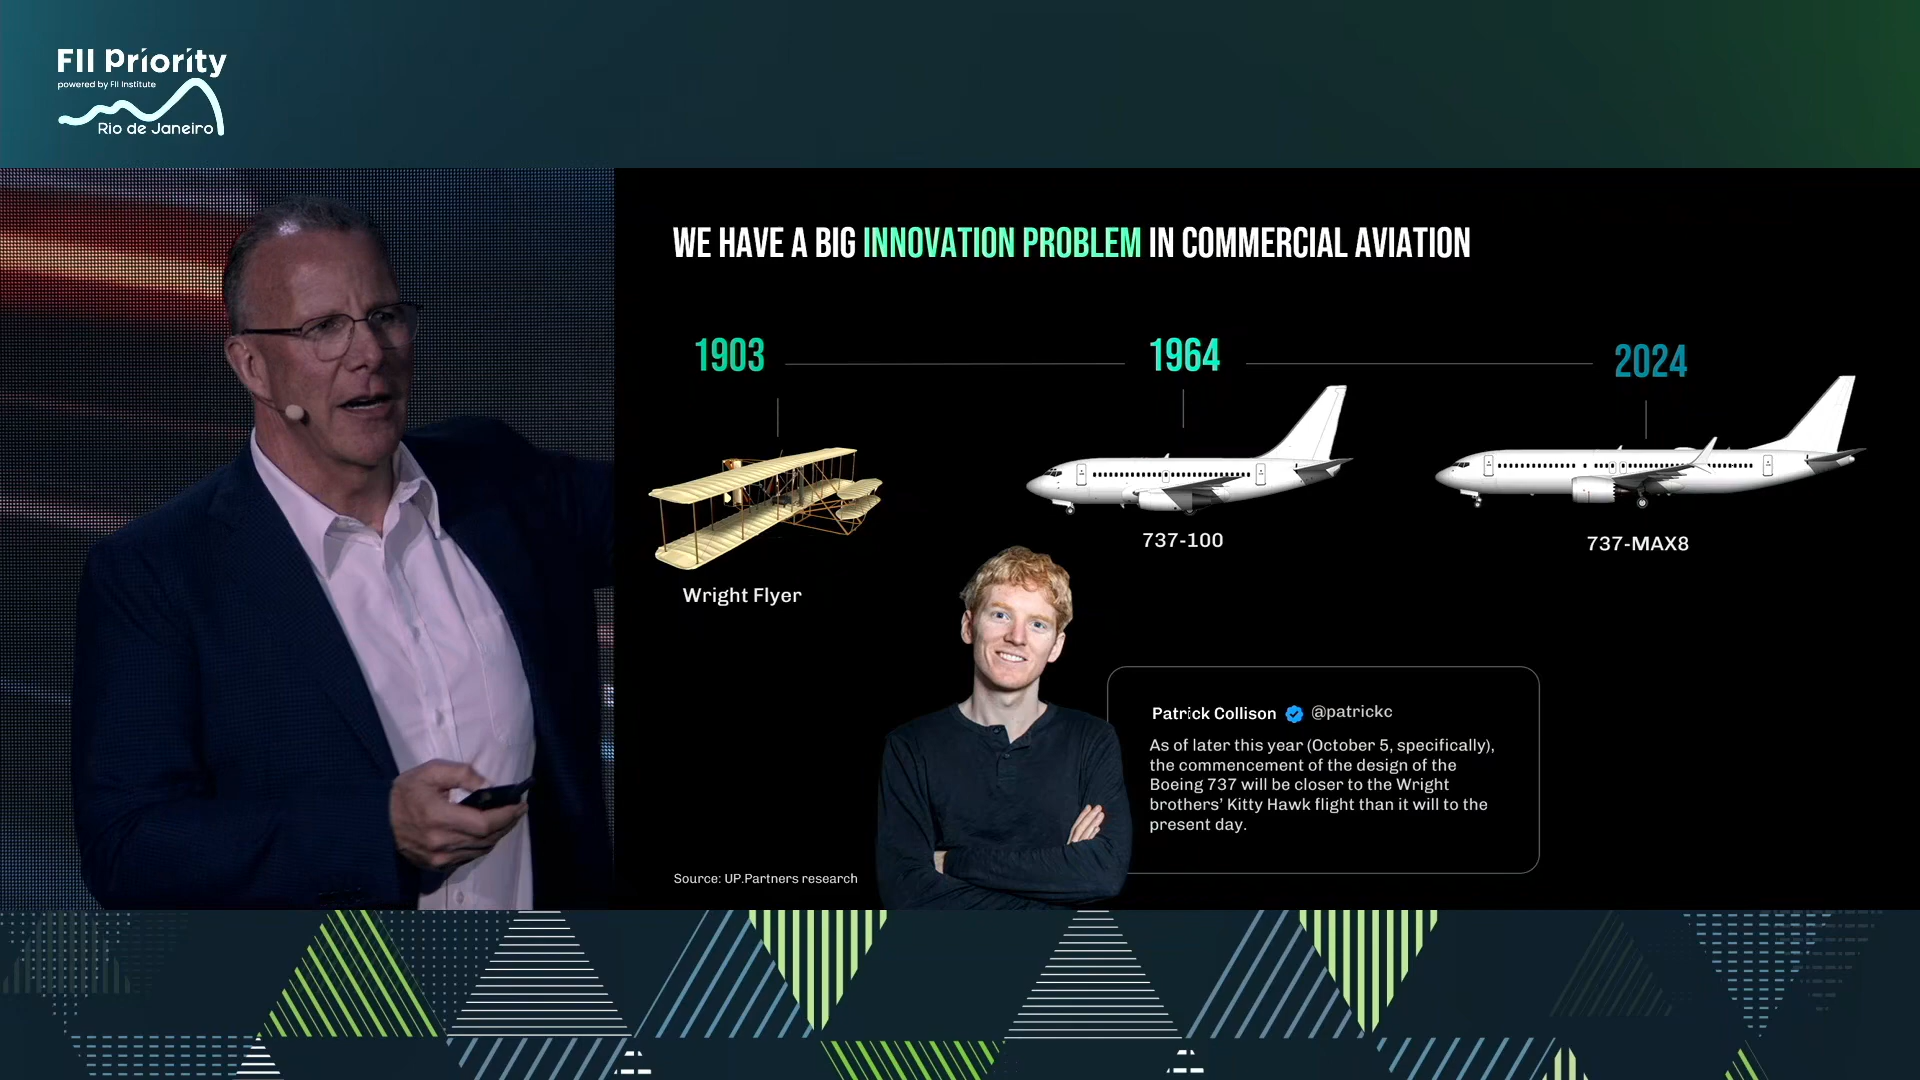 FII Priority
powered by FII Institute
Rio de Janeiro
WE HAVE A BIG INNOVATION PROBLEM IN COMMERCIAL AVIATION
1903
1964
2024
737-100
737-MAX8
Wright Flyer
Patrick Collison @patrickc
As of later this year (October 5, specifically),
the commencement of the design of the
Boeing 737 will be closer to the Wright
brothers’ Kitty Hawk flight than it will to the
present day.
Source: UP.Partners research